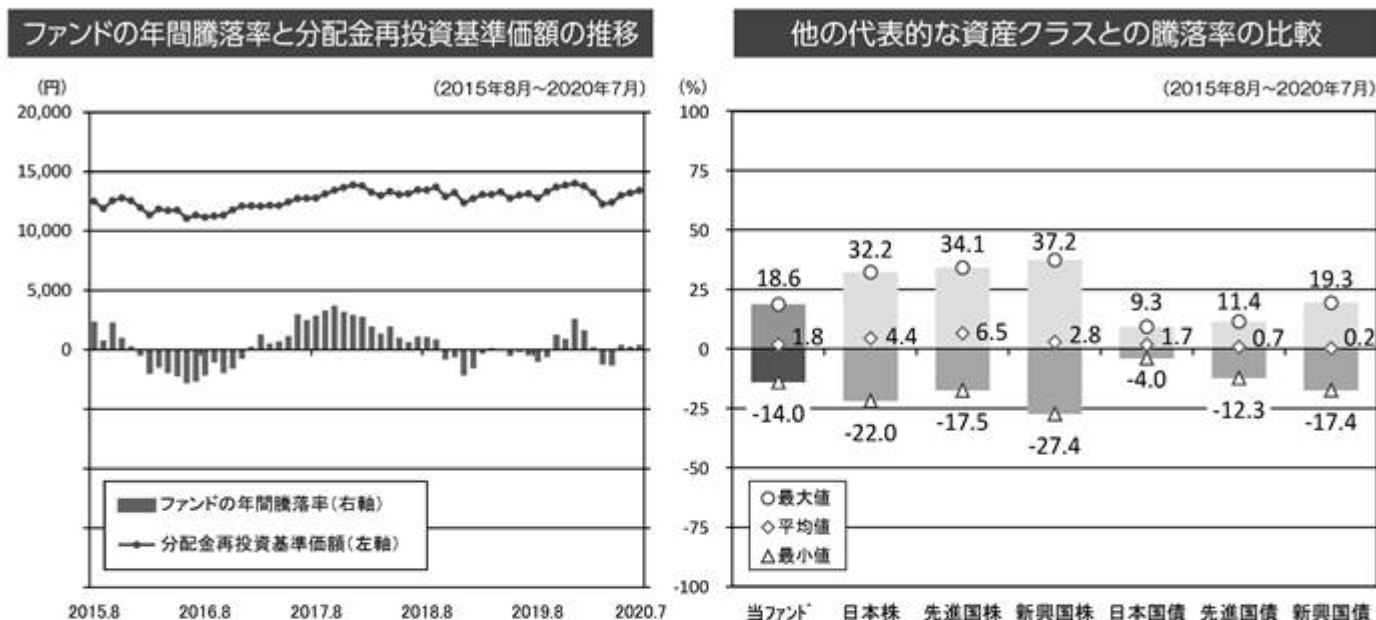 ファンドの年間騰落率と分配金再投資基準価額の推移
(円)
(2015年8月～2020年7月)
20,000
15,000
10,000
5,000
0
ファンドの年間騰落率(右軸)
分配金再投資基準価額(左軸)
2015.8 2016.8 2017.8 2018.8 2019.8 2020.7
他の代表的な資産クラスとの騰落率の比較
(%)
(2015年8月～2020年7月)
100
75
50
25
0
-25
-50
-75
-100
18.6 32.2 34.1 37.2 9.3 11.4 19.3
1.8 4.4 6.5 2.8 1.7 0.7 0.2
-14.0 -22.0 -17.5 -27.4 -4.0 -12.3 -17.4
○最大値
◇平均値
△最小値
当ファンド 日本株 先進国株 新興国株 日本国債 先進国債 新興国債